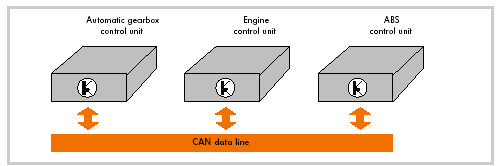 Automatic gearbox
control unit
Engine
control unit
ABS
control unit
CAN data line